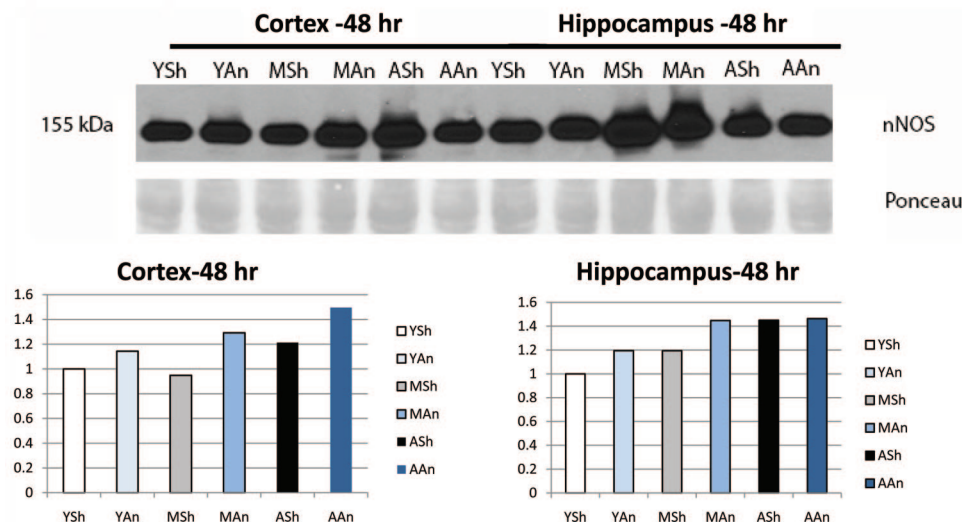 Cortex -48 hr Hippocampus -48 hr
YSh YAn MSh MAn ASh AAn YSh YAn MSh MAn ASh AAn
155 kDa nNOS
Ponceau
Cortex-48 hr
1.6
1.4
1.2
1
0.8
0.6
0.4
0.2
0
YSh YAn MSh MAn ASh AAn
YSh
YAn
MSh
MAn
ASh
AAn
Hippocampus-48 hr
1.6
1.4
1.2
1
0.8
0.6
0.4
0.2
0
YSh YAn MSh MAn ASh AAn
YSh
YAn
MSh
MAn
ASh
AAn